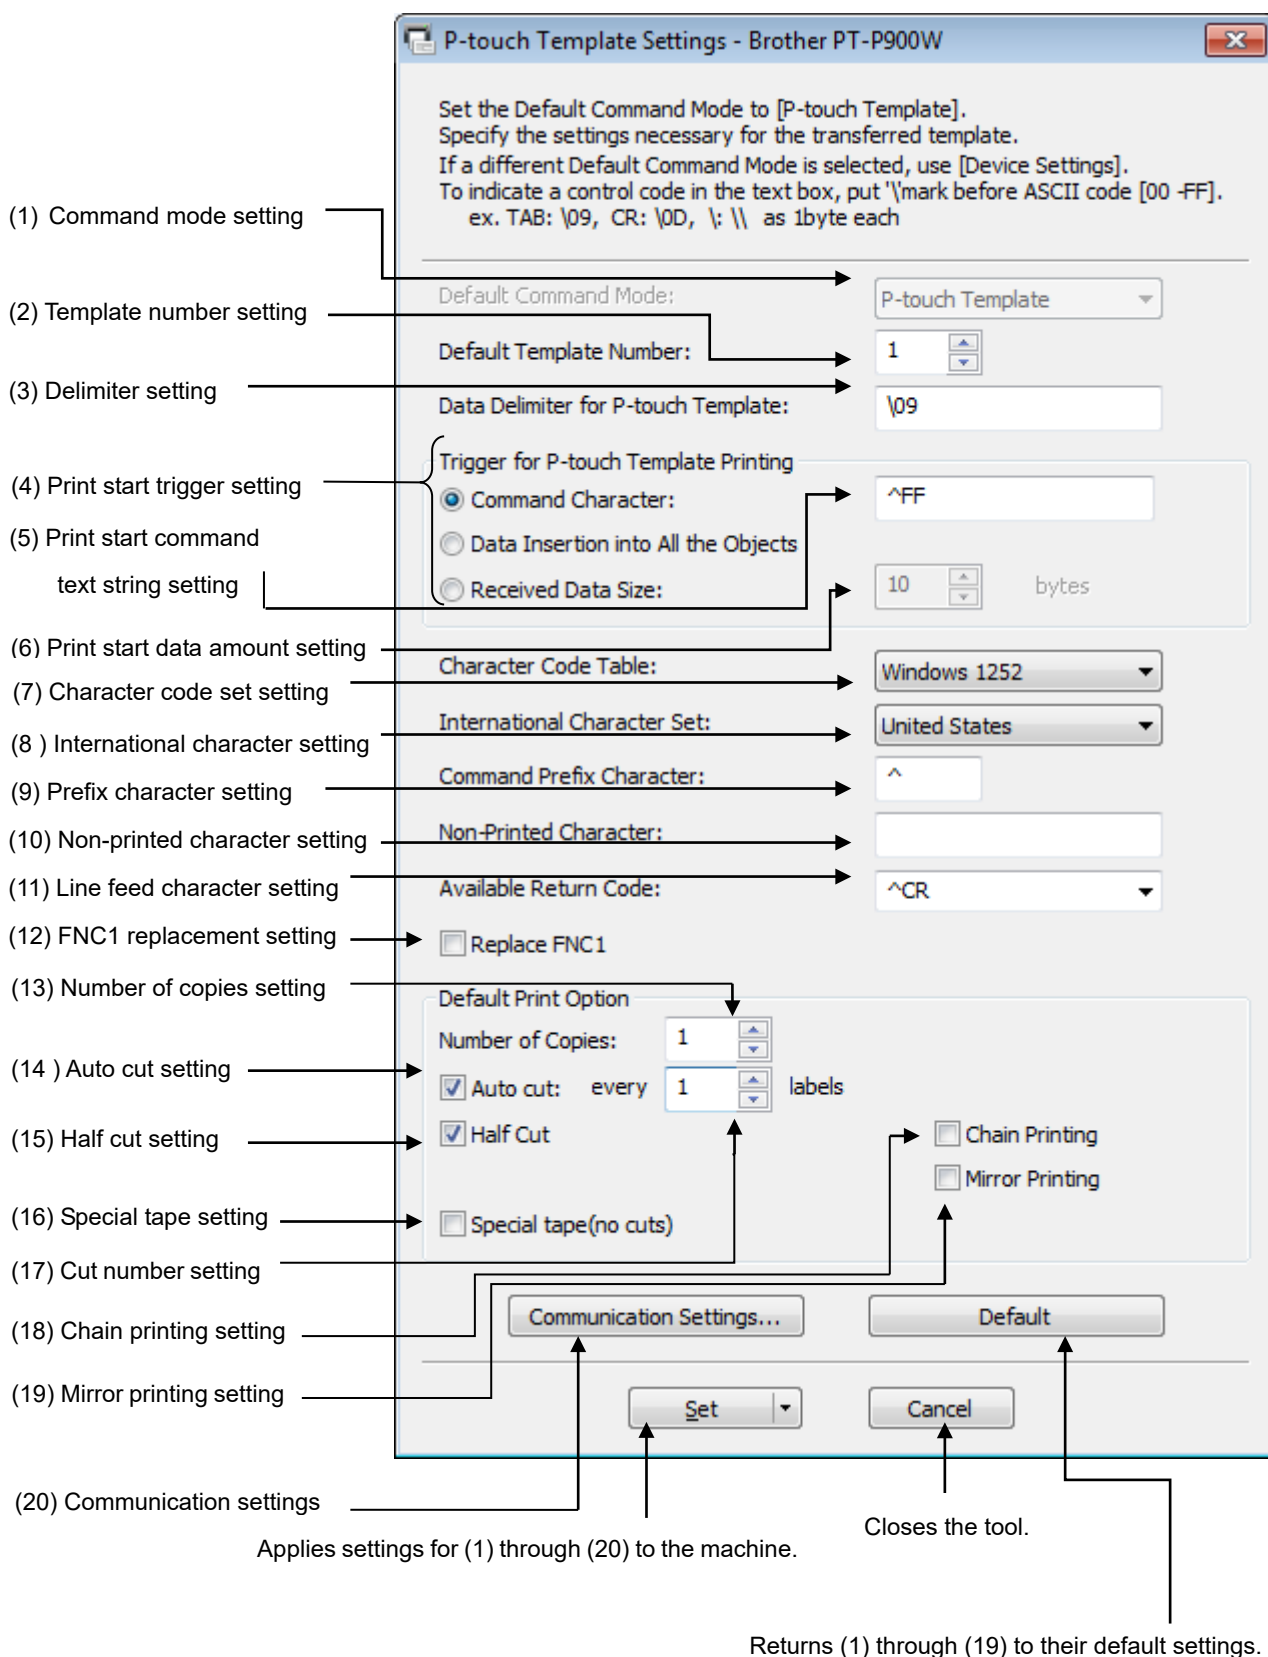 P-touch Template Settings - Brother PT-P900W
Set the Default Command Mode to [P-touch Template].
Specify the settings necessary for the transferred template.
If a different Default Command Mode is selected, use [Device Settings].
To indicate a control code in the text box, put '\'mark before ASCII code [00 -FF].
ex. TAB: \09, CR: \0D, \: \\ as 1byte each
(1) Command mode setting
Default Command Mode: P-touch Template
(2) Template number setting
Default Template Number: 1
(3) Delimiter setting
Data Delimiter for P-touch Template: \09
Trigger for P-touch Template Printing
(4) Print start trigger setting
Command Character: ^FF
(5) Print start command
text string setting
Data Insertion into All the Objects
Received Data Size: 10 bytes
(6) Print start data amount setting
Character Code Table: Windows 1252
(7) Character code set setting
International Character Set: United States
(8 ) International character setting
Command Prefix Character: ^
(9) Prefix character setting
Non-Printed Character:
(10) Non-printed character setting
Available Return Code: ^CR
(11) Line feed character setting
(12) FNC1 replacement setting
Replace FNC1
(13) Number of copies setting
Default Print Option
Number of Copies: 1
(14 ) Auto cut setting
Auto cut: every 1 labels
(15) Half cut setting
Half Cut
Chain Printing
Mirror Printing
(16) Special tape setting
Special tape(no cuts)
(17) Cut number setting
(18) Chain printing setting
Communication Settings... Default
(19) Mirror printing setting
Set Cancel
(20) Communication settings
Closes the tool.
Applies settings for (1) through (20) to the machine.
Returns (1) through (19) to their default settings.